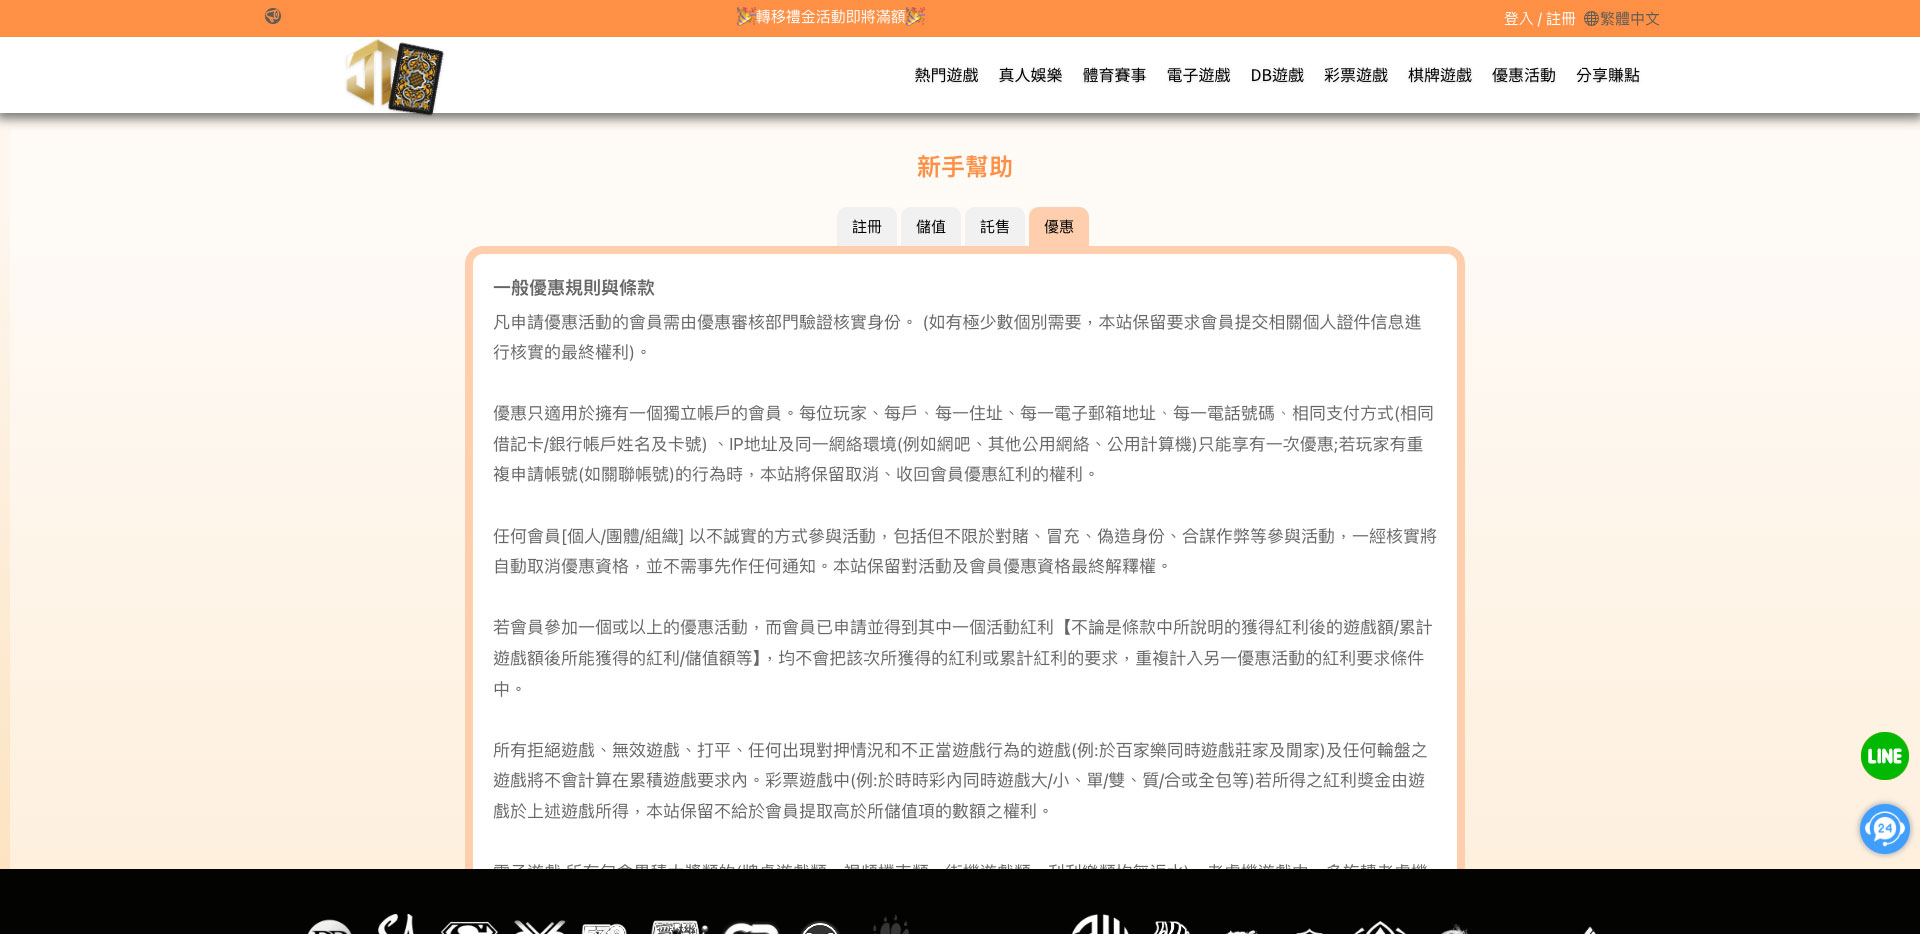 轉移禮金活動即將滿額
登入 / 註冊 繁體中文
熱門遊戲 真人娛樂 體育賽事 電子遊戲 DB遊戲 彩票遊戲 棋牌遊戲 優惠活動 分享賺點
新手幫助
註冊 儲值 託售 優惠
一般優惠規則與條款
凡申請優惠活動的會員需由優惠審核部門驗證核實身份。 (如有極少數個別需要，本站保留要求會員提交相關個人證件信息進
行核實的最終權利)。
優惠只適用於擁有一個獨立帳戶的會員。每位玩家、每戶、每一住址、每一電子郵箱地址、每一電話號碼、相同支付方式(相同
借記卡/銀行帳戶姓名及卡號) 、IP地址及同一網絡環境(例如網吧、其他公用網絡、公用計算機)只能享有一次優惠;若玩家有重
複申請帳號(如關聯帳號)的行為時，本站將保留取消、收回會員優惠紅利的權利。
任何會員[個人/團體/組織] 以不誠實的方式參與活動，包括但不限於對賭、冒充、偽造身份、合謀作弊等參與活動，一經核實將
自動取消優惠資格，並不需事先作任何通知。本站保留對活動及會員優惠資格最終解釋權。
若會員參加一個或以上的優惠活動，而會員已申請並得到其中一個活動紅利【不論是條款中所說明的獲得紅利後的遊戲額/累計
遊戲額後所能獲得的紅利/儲值額等】，均不會把該次所獲得的紅利或累計紅利的要求，重複計入另一優惠活動的紅利要求條件
中。
所有拒絕遊戲、無效遊戲、打平、任何出現對押情況和不正當遊戲行為的遊戲(例:於百家樂同時遊戲莊家及閒家)及任何輪盤之
遊戲將不會計算在累積遊戲要求內。彩票遊戲中(例:於時時彩內同時遊戲大/小、單/雙、質/合或全包等)若所得之紅利獎金由遊
戲於上述遊戲所得，本站保留不給於會員提取高於所儲值項的數額之權利。
LINE
24